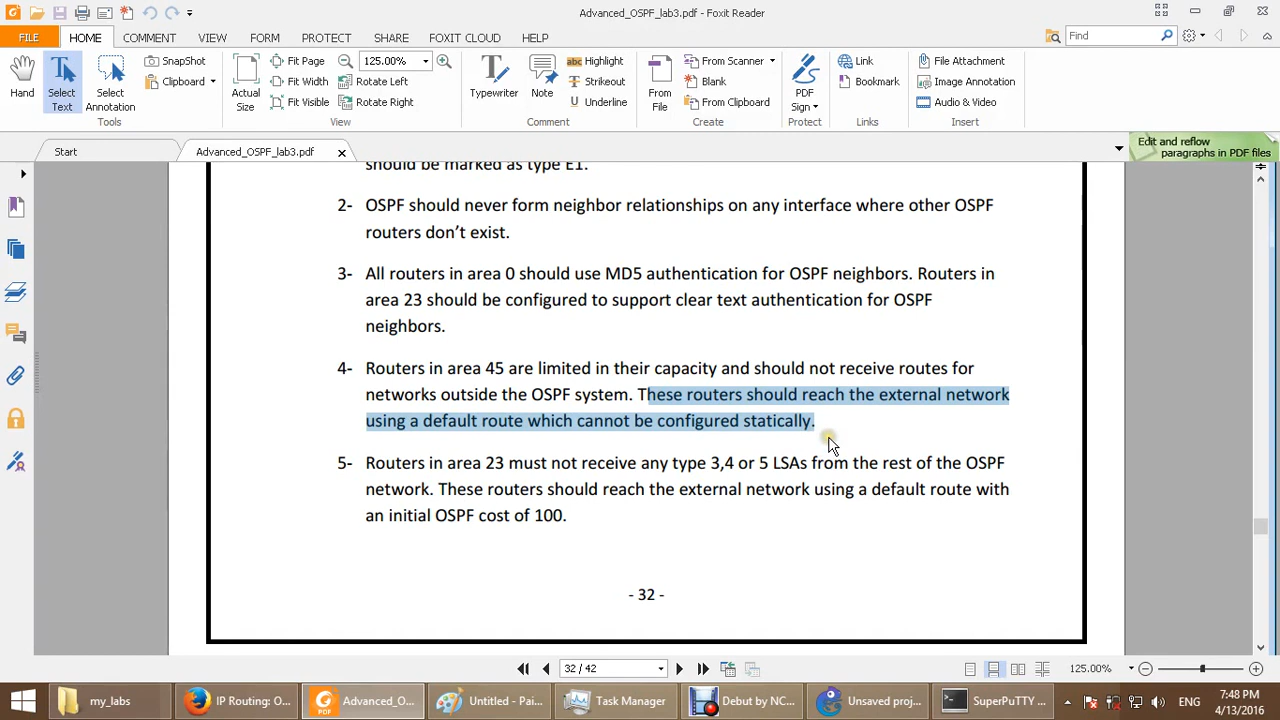 Advanced_OSPF_lab3.pdf - Foxit Reader
FILE HOME COMMENT VIEW FORM PROTECT SHARE FOXIT CLOUD HELP Find
SnapShot Fit Page 125.00% Highlight From Scanner Link File Attachment
Clipboard Fit Width Rotate Left Strikeout Blank Bookmark Image Annotation
Hand Select Text Select Annotation Actual Size Fit Visible Rotate Right Typewriter Note Underline From File From Clipboard PDF Sign Audio & Video
Tools View Comment Create Protect Links Insert
Start Advanced_OSPF_lab3.pdf
Edit and reflow
paragraphs in PDF files
should be marked as type E1.
2- OSPF should never form neighbor relationships on any interface where other OSPF
routers don't exist.
3- All routers in area 0 should use MD5 authentication for OSPF neighbors. Routers in
area 23 should be configured to support clear text authentication for OSPF
neighbors.
4- Routers in area 45 are limited in their capacity and should not receive routes for
networks outside the OSPF system. These routers should reach the external network
using a default route which cannot be configured statically.
5- Routers in area 23 must not receive any type 3,4 or 5 LSAs from the rest of the OSPF
network. These routers should reach the external network using a default route with
an initial OSPF cost of 100.
- 32 -
32 / 42 125.00%
my_labs IP Routing: O... Advanced_O... Untitled - Pai... Task Manager Debut by NC... Unsaved proj... SuperPuTTY ... ENG 7:48 PM
4/13/2016